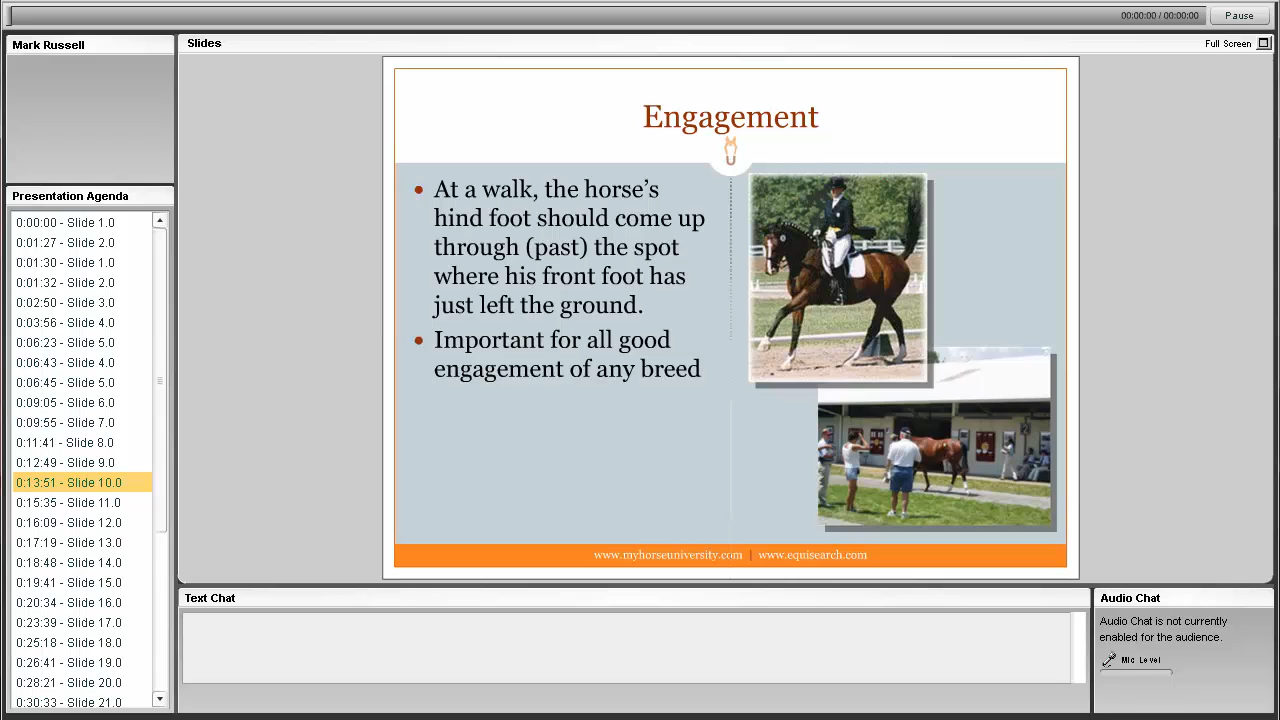 00:00:00 / 00:00:00
Pause
Mark Russell
Slides
Full Screen
Engagement
• At a walk, the horse's
hind foot should come up
through (past) the spot
where his front foot has
just left the ground.
• Important for all good
engagement of any breed
www.myhorseuniversity.com | www.equisearch.com
Presentation Agenda
0:00:00 - Slide 1.0
0:01:27 - Slide 2.0
0:01:30 - Slide 1.0
0:01:32 - Slide 2.0
0:02:50 - Slide 3.0
0:03:56 - Slide 4.0
0:06:23 - Slide 5.0
0:06:43 - Slide 4.0
0:06:45 - Slide 5.0
0:09:05 - Slide 6.0
0:09:55 - Slide 7.0
0:11:41 - Slide 8.0
0:12:49 - Slide 9.0
0:13:51 - Slide 10.0
0:15:35 - Slide 11.0
0:16:09 - Slide 12.0
0:17:19 - Slide 13.0
0:18:48 - Slide 14.0
0:19:41 - Slide 15.0
0:20:34 - Slide 16.0
0:23:39 - Slide 17.0
0:25:18 - Slide 18.0
0:26:41 - Slide 19.0
0:28:21 - Slide 20.0
0:30:33 - Slide 21.0
Text Chat
Audio Chat
Audio Chat is not currently
enabled for the audience.
Mic Level